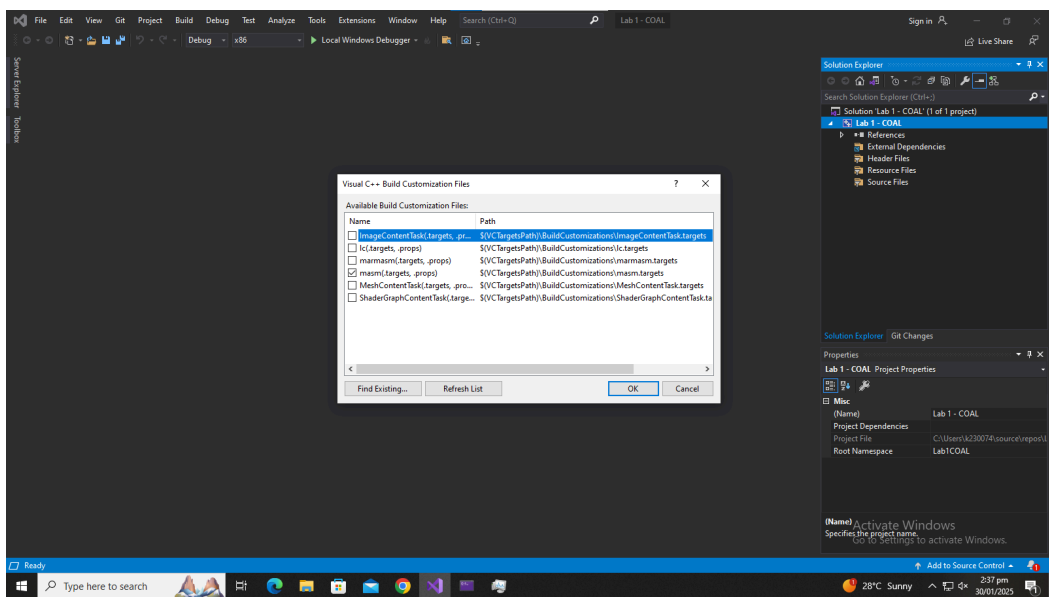 File Edit View Git Project Build Debug Test Analyze Tools Extensions Window Help Search (Ctrl+Q) Lab 1 - COAL Sign in
Debug x86 Local Windows Debugger Live Share
Server Explorer
Toolbox
Solution Explorer
Search Solution Explorer (Ctrl+;)
Solution 'Lab 1 - COAL' (1 of 1 project)
Lab 1 - COAL
References
External Dependencies
Header Files
Resource Files
Source Files
Visual C++ Build Customization Files ? X
Available Build Customization Files:
Name Path
ImageContentTask(.targets, .pr... $(VCTargetsPath)\BuildCustomizations\ImageContentTask.targets
lc(.targets, .props) $(VCTargetsPath)\BuildCustomizations\lc.targets
marmasm(.targets, .props) $(VCTargetsPath)\BuildCustomizations\marmasm.targets
masm(.targets, .props) $(VCTargetsPath)\BuildCustomizations\masm.targets
MeshContentTask(.targets, .pro... $(VCTargetsPath)\BuildCustomizations\MeshContentTask.targets
ShaderGraphContentTask(.targe... $(VCTargetsPath)\BuildCustomizations\ShaderGraphContentTask.ta
Find Existing... Refresh List OK Cancel
Solution Explorer Git Changes
Properties
Lab 1 - COAL Project Properties
Misc
(Name) Lab 1 - COAL
Project Dependencies
Project File C:\Users\k230074\source\repos\L
Root Namespace Lab1COAL
(Name)
Specifies the project name.
Activate Windows
Go to Settings to activate Windows.
Ready Add to Source Control 1
Type here to search 28°C Sunny 2:37 pm
30/01/2025